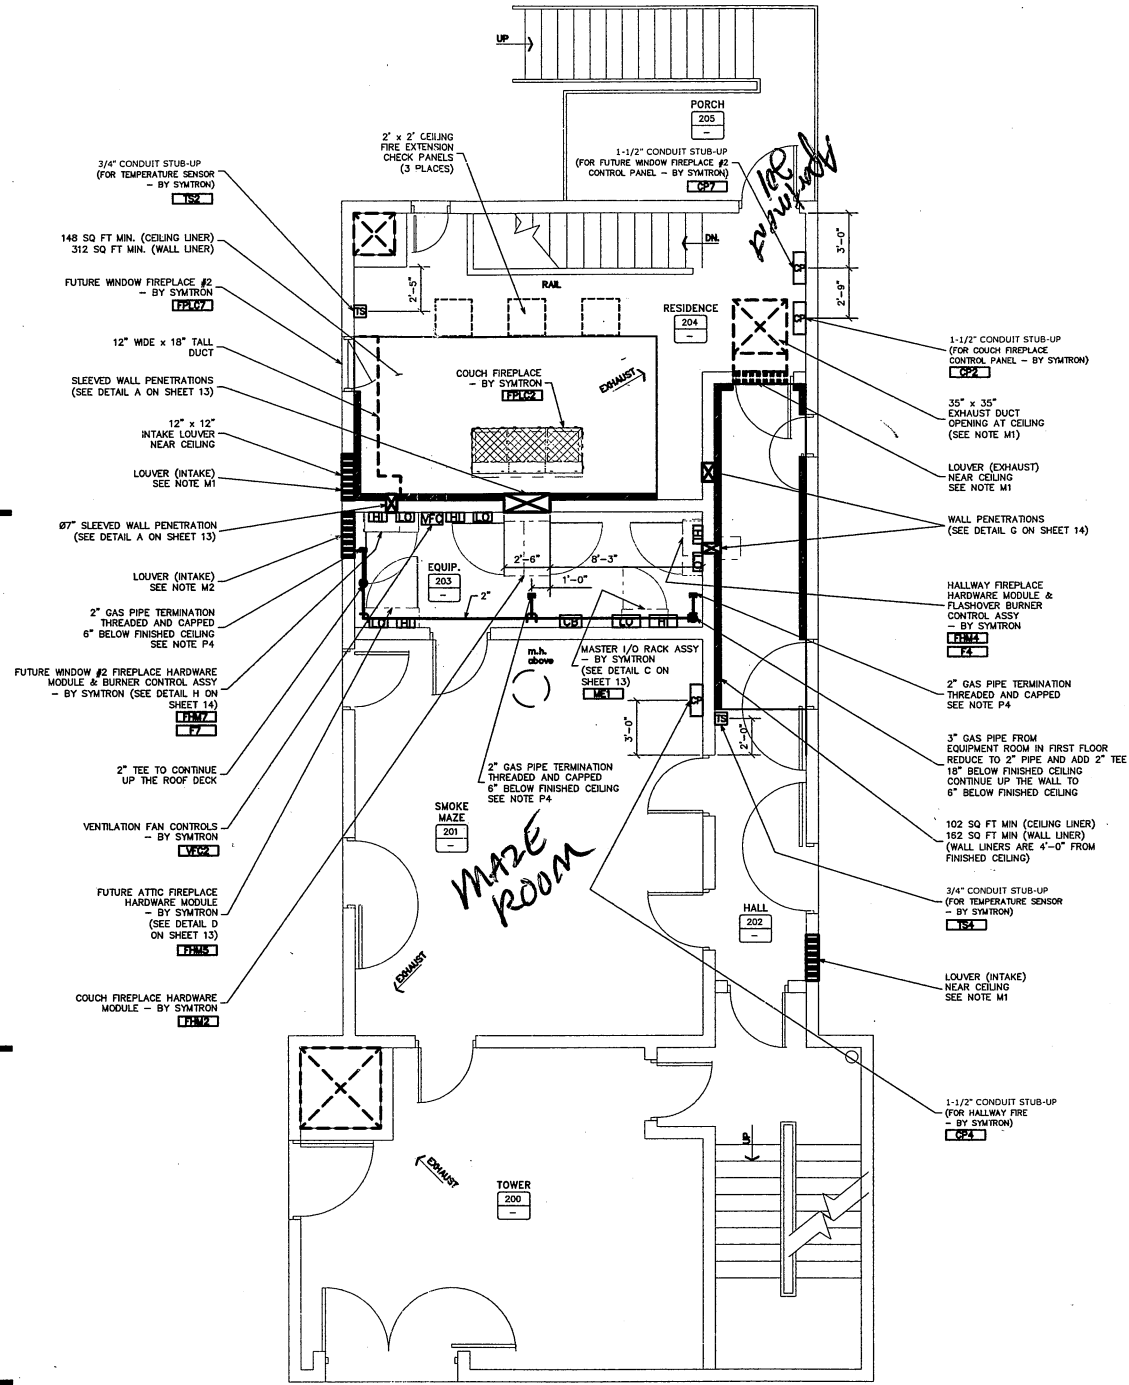 UP
PORCH
205
-
2' x 2' CEILING
FIRE EXTENSION
CHECK PANELS
(3 PLACES)
1-1/2" CONDUIT STUB-UP
(FOR FUTURE WINDOW FIREPLACE #2
CONTROL PANEL - BY SYMTRON)
CP7
3/4" CONDUIT STUB-UP
(FOR TEMPERATURE SENSOR
- BY SYMTRON)
TS2
148 SQ FT MIN. (CEILING LINER)
312 SQ FT MIN. (WALL LINER)
FUTURE WINDOW FIREPLACE #2
- BY SYMTRON
FPLC7
12" WIDE x 18" TALL
DUCT
SLEEVED WALL PENETRATIONS
(SEE DETAIL A ON SHEET 13)
12" x 12"
INTAKE LOUVER
NEAR CEILING
LOUVER (INTAKE)
SEE NOTE M1
Ø7" SLEEVED WALL PENETRATION
(SEE DETAIL A ON SHEET 13)
LOUVER (INTAKE)
SEE NOTE M2
2" GAS PIPE TERMINATION
THREADED AND CAPPED
6" BELOW FINISHED CEILING
SEE NOTE P4
FUTURE WINDOW #2 FIREPLACE HARDWARE
MODULE & BURNER CONTROL ASSY
- BY SYMTRON (SEE DETAIL H ON
SHEET 14)
FHM7
F7
2" TEE TO CONTINUE
UP THE ROOF DECK
VENTILATION FAN CONTROLS
- BY SYMTRON
VFC2
FUTURE ATTIC FIREPLACE
HARDWARE MODULE
- BY SYMTRON
(SEE DETAIL D
ON SHEET 13)
FHM5
COUCH FIREPLACE HARDWARE
MODULE - BY SYMTRON
FHM2
DN.
RAIL
2'-5"
TS
RESIDENCE
204
-
CP
3'-0"
2'-9"
CP
COUCH FIREPLACE
- BY SYMTRON
FPLC2
EXHAUST
HI LO VFC HI LO
HI
LO
2'-6"
8'-3"
1'-0"
EQUIP.
203
-
2"
LO HI CB LO HI
m.h.
above
MASTER I/O RACK ASSY
- BY SYMTRON
(SEE DETAIL C ON
SHEET 13)
ME1
CP
TS
3'-0"
2'-0"
2" GAS PIPE TERMINATION
THREADED AND CAPPED
6" BELOW FINISHED CEILING
SEE NOTE P4
SMOKE
MAZE
201
-
MAZE
ROOM
HALL
202
-
EXHAUST
EXHAUST
TOWER
200
-
UP
1-1/2" CONDUIT STUB-UP
(FOR COUCH FIREPLACE
CONTROL PANEL - BY SYMTRON)
CP2
35" x 35"
EXHAUST DUCT
OPENING AT CEILING
(SEE NOTE M1)
LOUVER (EXHAUST)
NEAR CEILING
SEE NOTE M1
WALL PENETRATIONS
(SEE DETAIL G ON SHEET 14)
HALLWAY FIREPLACE
HARDWARE MODULE &
FLASHOVER BURNER
CONTROL ASSY
- BY SYMTRON
FHM4
F4
2" GAS PIPE TERMINATION
THREADED AND CAPPED
SEE NOTE P4
3" GAS PIPE FROM
EQUIPMENT ROOM IN FIRST FLOOR
REDUCE TO 2" PIPE AND ADD 2" TEE
18" BELOW FINISHED CEILING
CONTINUE UP THE WALL TO
6" BELOW FINISHED CEILING
102 SQ FT MIN (CEILING LINER)
162 SQ FT MIN (WALL LINER)
(WALL LINERS ARE 4'-0" FROM
FINISHED CEILING)
3/4" CONDUIT STUB-UP
(FOR TEMPERATURE SENSOR
- BY SYMTRON)
TS4
LOUVER (INTAKE)
NEAR CEILING
SEE NOTE M1
1-1/2" CONDUIT STUB-UP
(FOR HALLWAY FIRE
- BY SYMTRON)
CP4